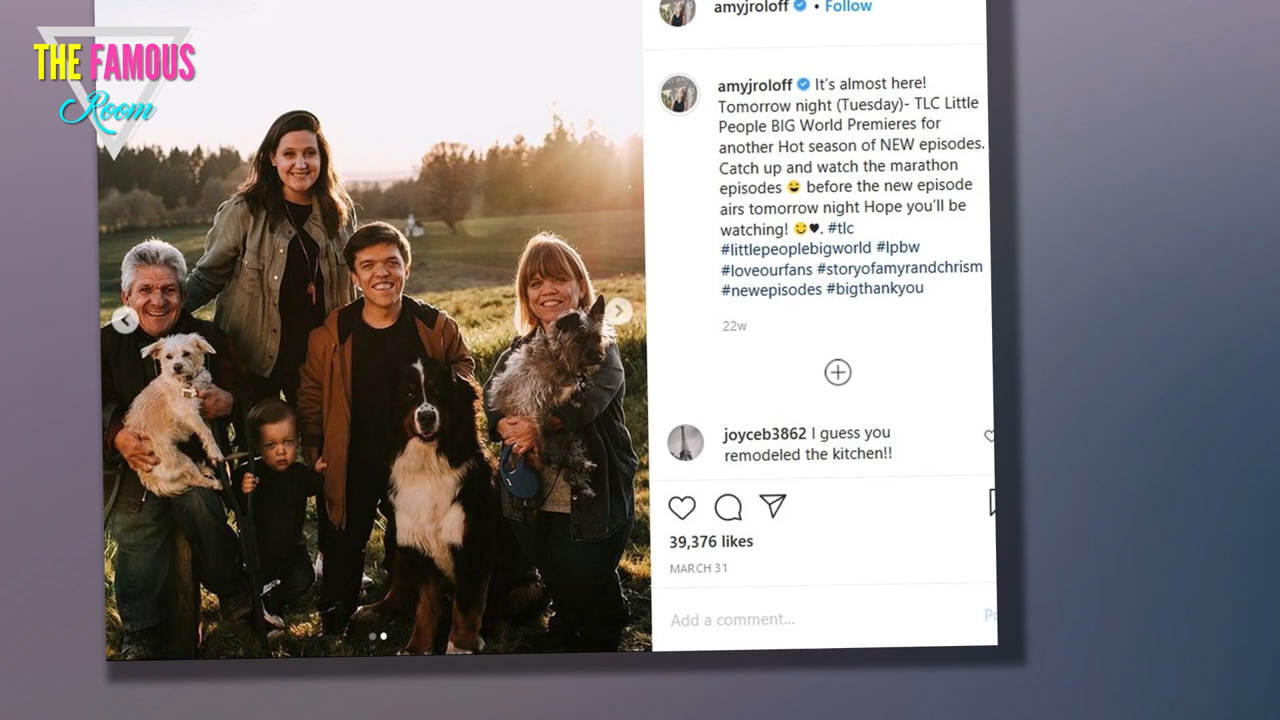 THE FAMOUS
Room
amyjroloff • Follow
amyjroloff It's almost here!
Tomorrow night (Tuesday)- TLC Little
People BIG World Premieres for
another Hot season of NEW episodes.
Catch up and watch the marathon
episodes 😄 before the new episode
airs tomorrow night Hope you'll be
watching! 😊🖤. #tlc
#littlepeoplebigworld #lpbw
#loveourfans #storyofamyrandchrism
#newepisodes #bigthankyou
22w
joyceb3862 I guess you
remodeled the kitchen!!
39,376 likes
MARCH 31
Add a comment...